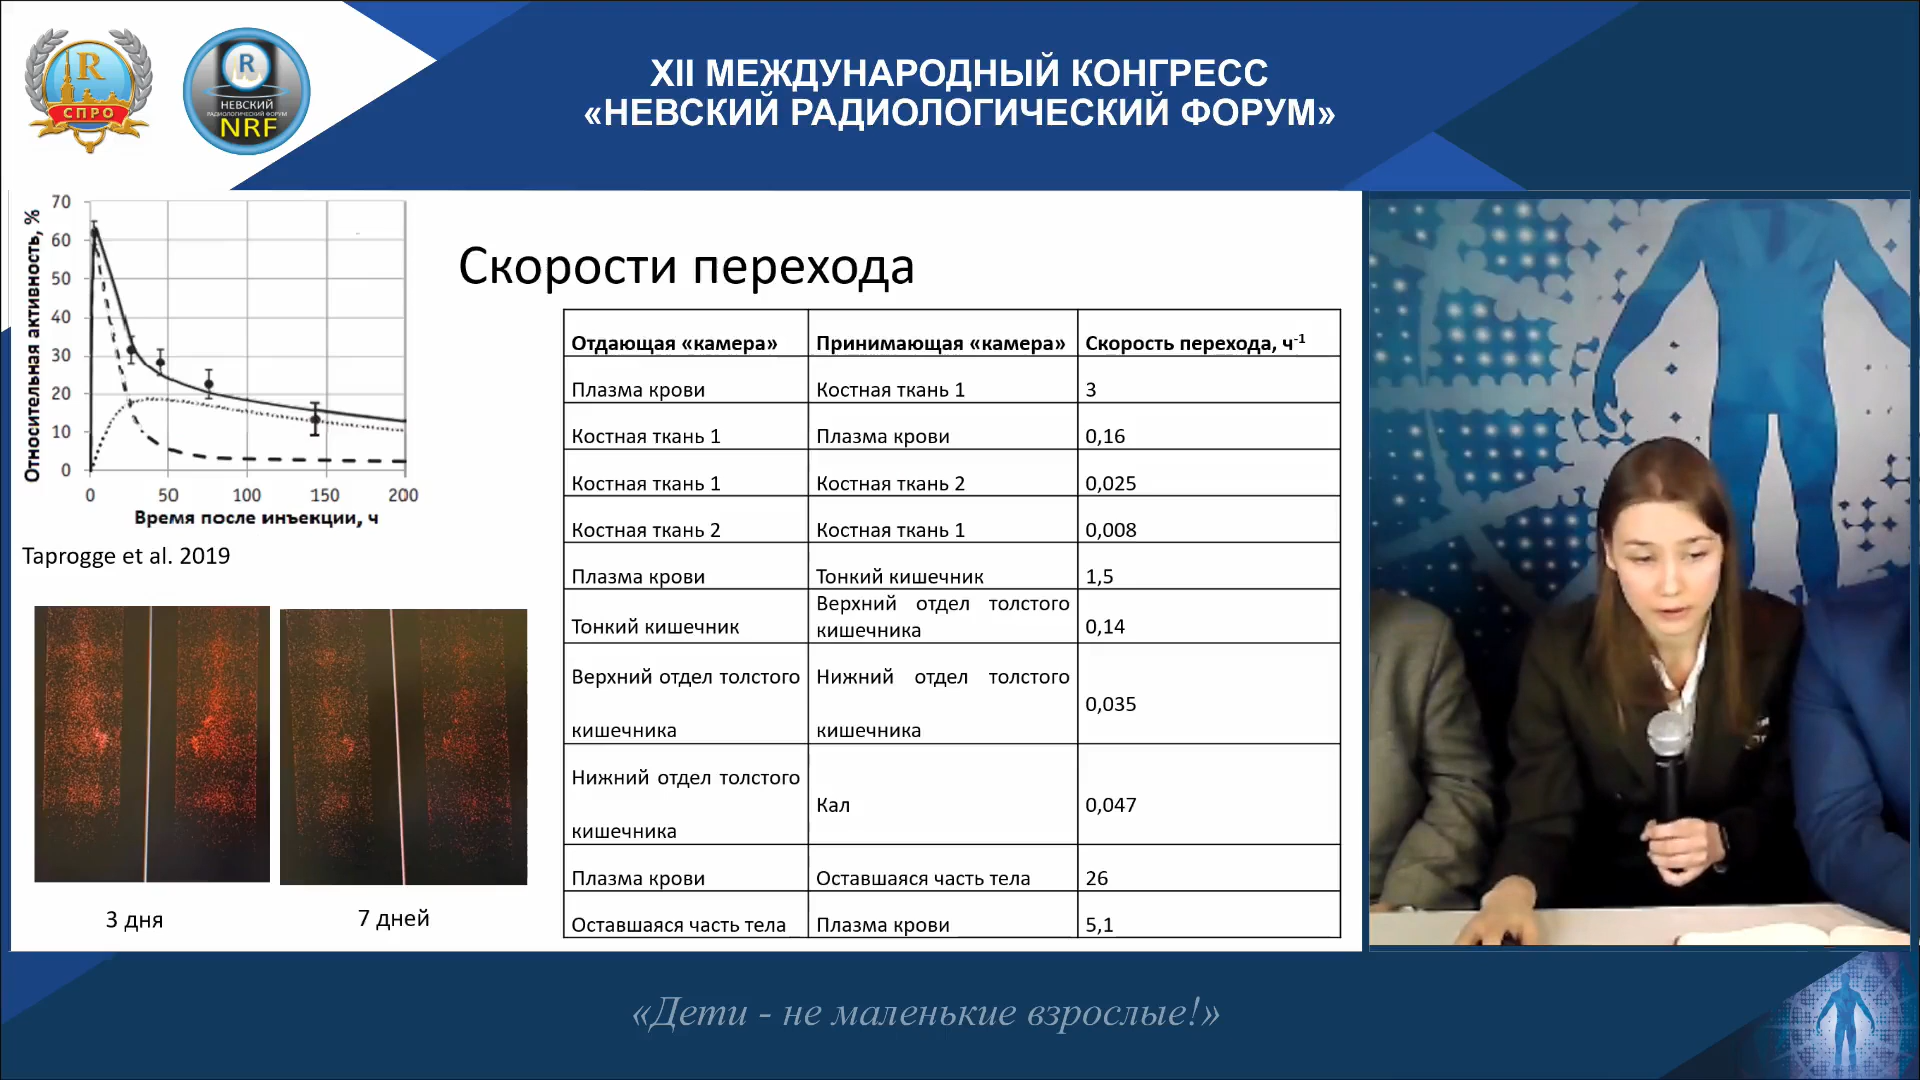 XII МЕЖДУНАРОДНЫЙ КОНГРЕСС
«НЕВСКИЙ РАДИОЛОГИЧЕСКИЙ ФОРУМ»
R
СПРО
R
НЕВСКИЙ
РАДИОЛОГИЧЕСКИЙ ФОРУМ
NRF
Относительная активность, %
70
60
50
40
30
20
10
0
0 50 100 150 200
Время после инъекции, ч
Taprogge et al. 2019
3 дня
7 дней
Скорости перехода
Отдающая «камера» Принимающая «камера» Скорость перехода, ч-1
Плазма крови Костная ткань 1 3
Костная ткань 1 Плазма крови 0,16
Костная ткань 1 Костная ткань 2 0,025
Костная ткань 2 Костная ткань 1 0,008
Плазма крови Тонкий кишечник 1,5
Тонкий кишечник Верхний отдел толстого кишечника 0,14
Верхний отдел толстого кишечника Нижний отдел толстого кишечника 0,035
Нижний отдел толстого кишечника Кал 0,047
Плазма крови Оставшаяся часть тела 26
Оставшаяся часть тела Плазма крови 5,1
«Дети - не маленькие взрослые!»